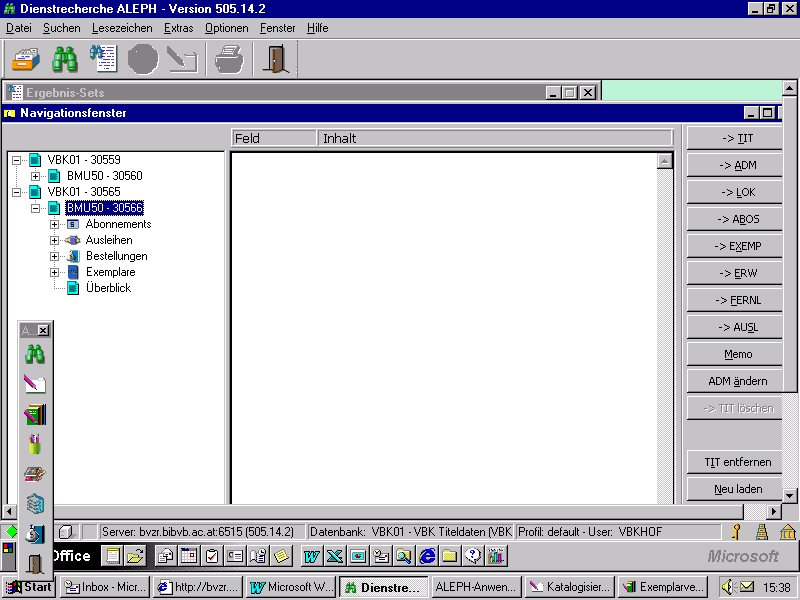 Dienstrecherche ALEPH - Version 505.14.2
Datei Suchen Lesezeichen Extras Optionen Fenster Hilfe
Ergebnis-Sets
Navigationsfenster
Feld Inhalt
VBK01 - 30559
BMU50 - 30560
VBK01 - 30565
BMU50 - 30566
Abonnements
Ausleihen
Bestellungen
Exemplare
Überblick
-> TIT
-> ADM
-> LOK
-> ABOS
-> EXEMP
-> ERW
-> FERNL
-> AUSL
Memo
ADM ändern
-> TIT löschen
TIT entfernen
Neu laden
A...
Server: bvzr.bibvb.ac.at:6515 (505.14.2) Datenbank: VBK01 - VBK Titeldaten (VBK Profil: default - User: VBKHOF
Office
Microsoft
Start Inbox - Micr... http://bvzr.... Microsoft W... Dienstre... ALEPH-Anwen... Katalogisier... Exemplarve... 15:38